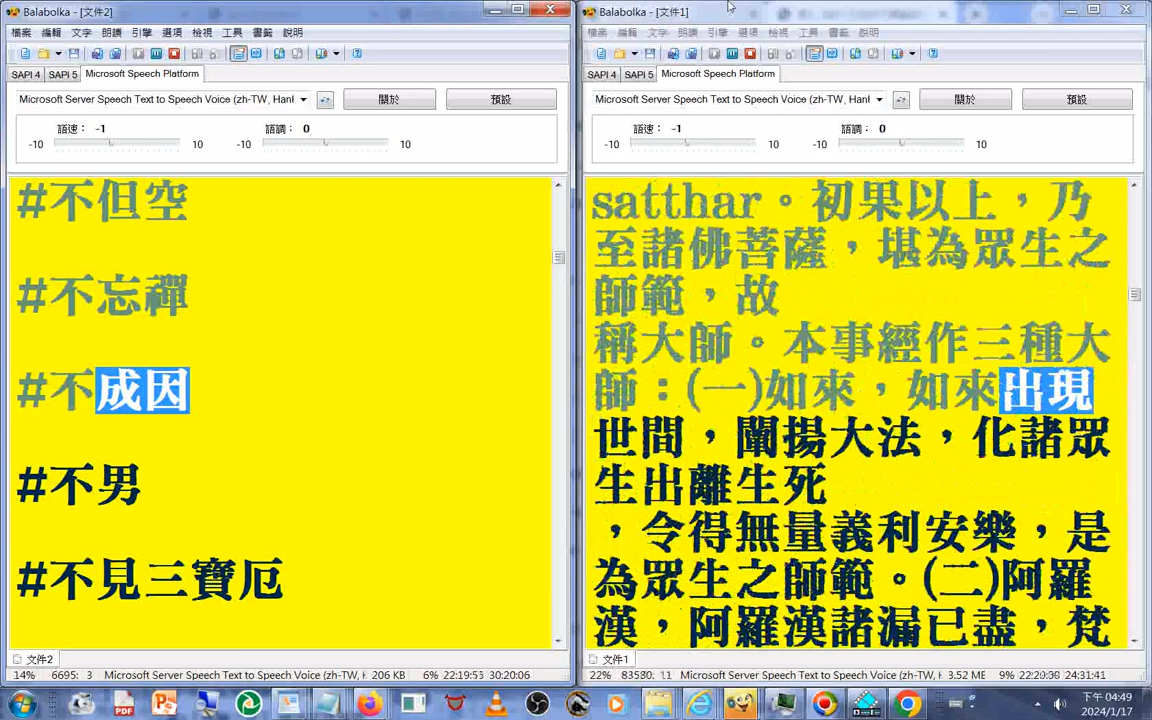 Balabolka - [文件2]
檔案 編輯 文字 朗讀 引擎 選項 檢視 工具 書籤 說明
SAPI 4 SAPI 5 Microsoft Speech Platform
Microsoft Server Speech Text to Speech Voice (zh-TW, Hanl
關於 預設
語速： -1 語調： 0
-10 10 -10 10
#不但空
#不忘禪
#不成因
#不男
#不見三寶厄
文件2
14% 6695: 3 Microsoft Server Speech Text to Speech Voice (zh-TW, H 206 KB 6% 22:19:53 30:20:06
Balabolka - [文件1]
檔案 編輯 文字 朗讀 引擎 選項 檢視 工具 書籤 說明
SAPI 4 SAPI 5 Microsoft Speech Platform
Microsoft Server Speech Text to Speech Voice (zh-TW, Hanl
關於 預設
語速： -1 語調： 0
-10 10 -10 10
satthar。初果以上，乃
至諸佛菩薩，堪為眾生之
師範，故
稱大師。本事經作三種大
師：(一)如來，如來出現
世間，闡揚大法，化諸眾
生出離生死
，令得無量義利安樂，是
為眾生之師範。(二)阿羅
漢，阿羅漢諸漏已盡，梵
文件1
22% Microsoft Server Speech Text to Speech Voice (zh-TW, H 3.52 MB 9% 24:31:41
PDF
下午 04:49
2024/1/17